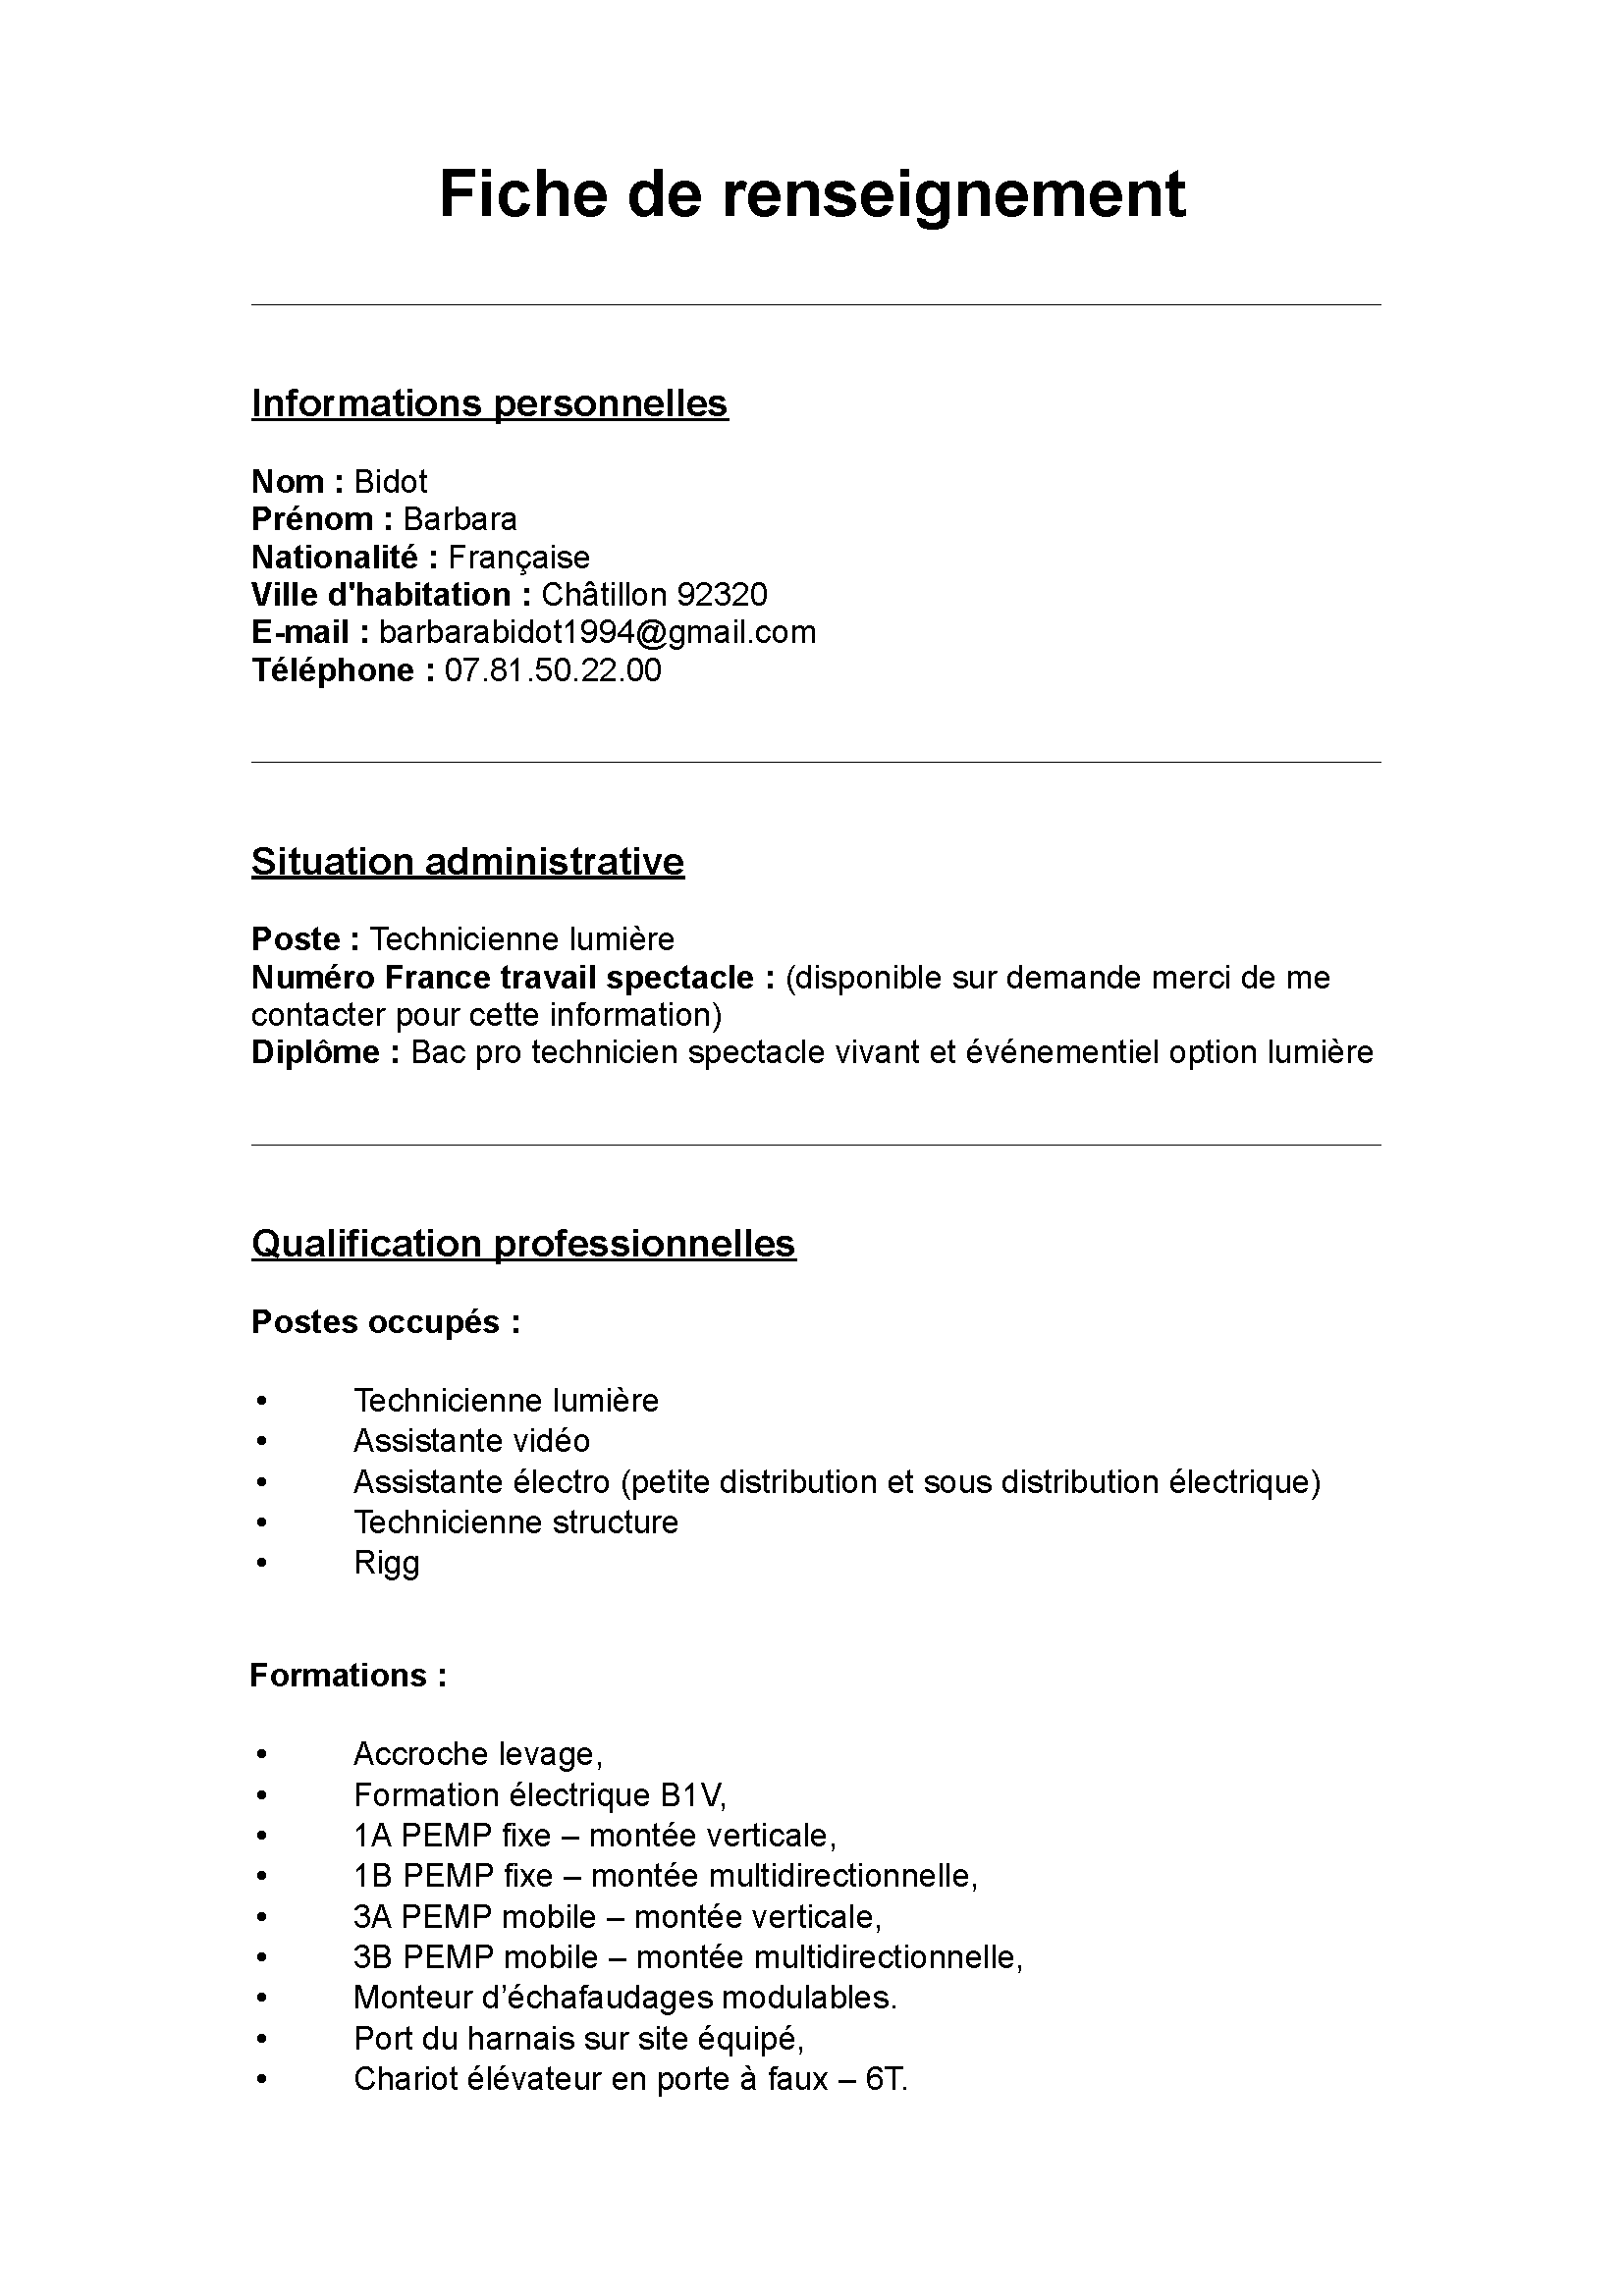 Fiche de renseignement
Informations personnelles
Nom : Bidot
Prénom : Barbara
Nationalité : Française
Ville d'habitation : Châtillon 92320
E-mail : barbarabidot1994@gmail.com
Téléphone : 07.81.50.22.00
Situation administrative
Poste : Technicienne lumière
Numéro France travail spectacle : (disponible sur demande merci de me
contacter pour cette information)
Diplôme : Bac pro technicien spectacle vivant et événementiel option lumière
Qualification professionnelles
Postes occupés :
• Technicienne lumière
• Assistante vidéo
• Assistante électro (petite distribution et sous distribution électrique)
• Technicienne structure
• Rigg
Formations :
• Accroche levage,
• Formation électrique B1V,
• 1A PEMP fixe – montée verticale,
• 1B PEMP fixe – montée multidirectionnelle,
• 3A PEMP mobile – montée verticale,
• 3B PEMP mobile – montée multidirectionnelle,
• Monteur d’échafaudages modulables.
• Port du harnais sur site équipé,
• Chariot élévateur en porte à faux – 6T.